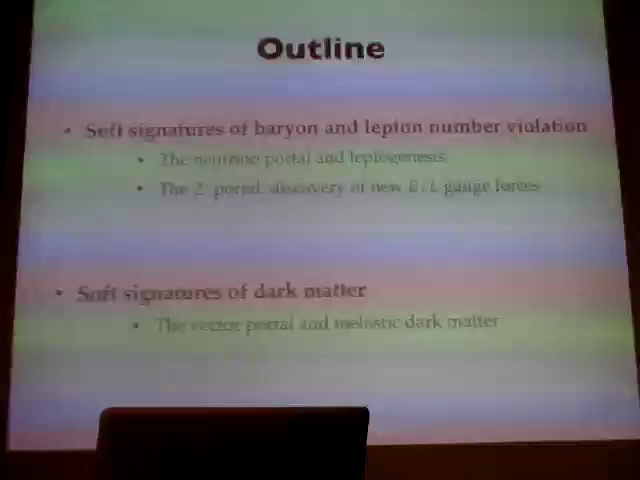 Outline
• Soft signatures of baryon and lepton number violation
• The neutrino portal and leptogenesis
• The Z portal: discovery of new B, L gauge forces
• Soft signatures of dark matter
• The vector portal and inelastic dark matter